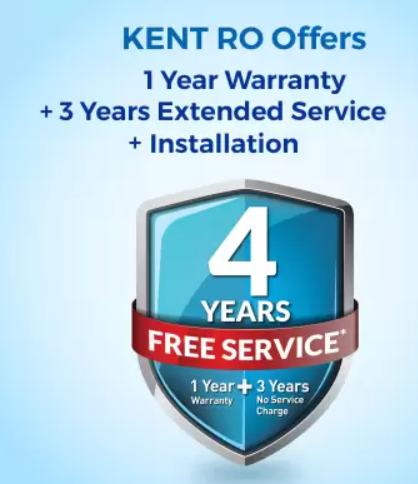 KENT RO Offers
1 Year Warranty
+ 3 Years Extended Service
+ Installation
4
YEARS
FREE SERVICE*
1 Year + 3 Years
Warranty No Service
Charge